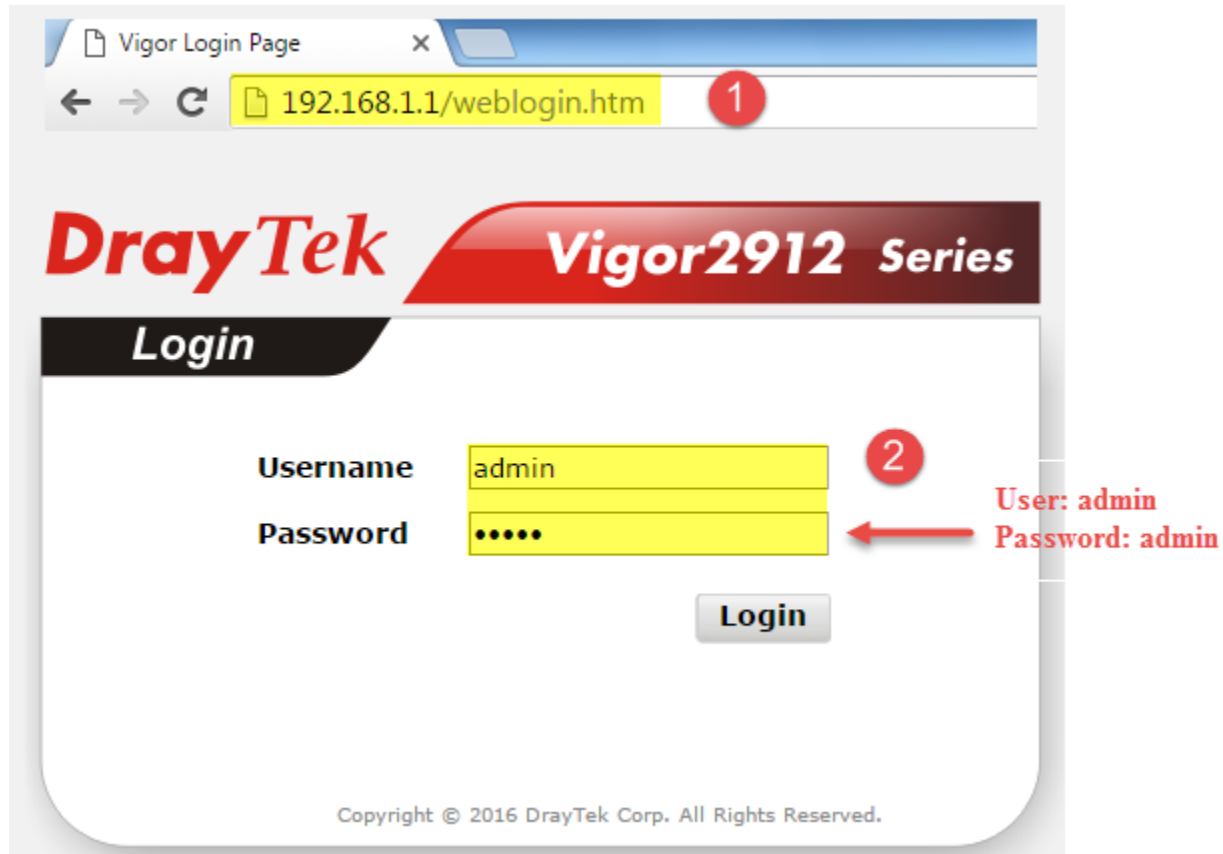 Vigor Login Page
192.168.1.1/weblogin.htm 1
DrayTek Vigor2912 Series
Login
Username admin 2
Password •••••
User: admin
Password: admin
Login
Copyright © 2016 DrayTek Corp. All Rights Reserved.